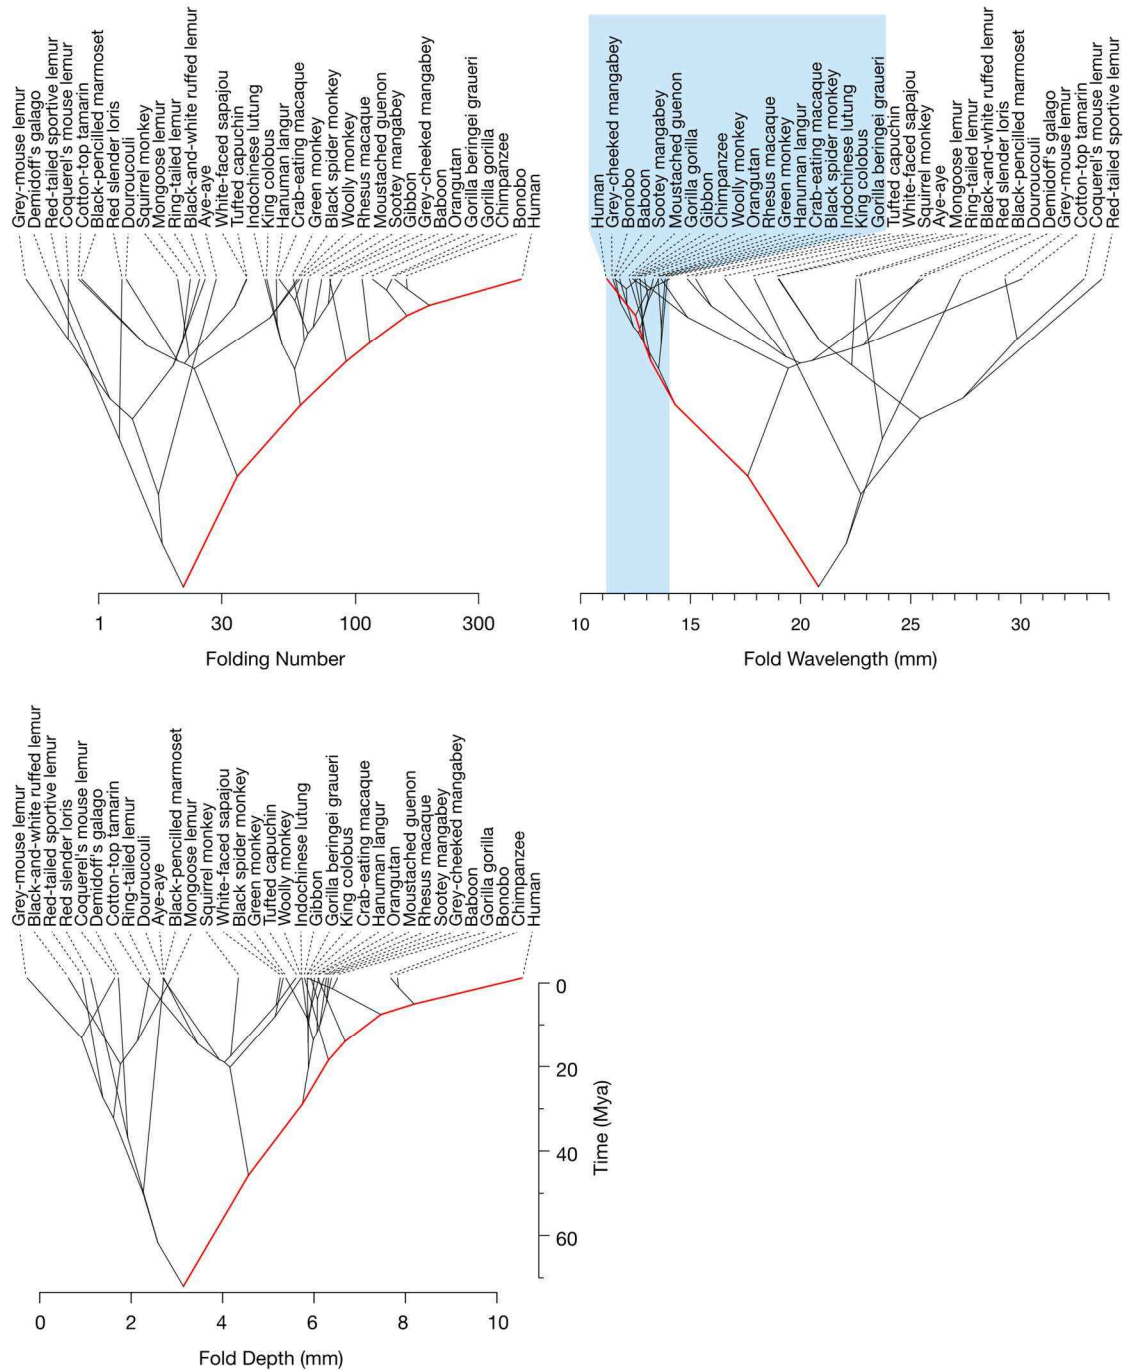 Grey-mouse lemur
Demidoff's galago
Red-tailed sportive lemur
Coquerel's mouse lemur
Cotton-top tamarin
Black-pencilled marmoset
Red slender loris
Douroucouli
Squirrel monkey
Mongoose lemur
Ring-tailed lemur
Black-and-white ruffed lemur
Aye-aye
White-faced sapajou
Tufted capuchin
Indochinese lutung
King colobus
Hanuman langur
Crab-eating macaque
Green monkey
Black spider monkey
Woolly monkey
Rhesus macaque
Moustached guenon
Sootey mangabey
Gibbon
Grey-cheeked mangabey
Baboon
Orangutan
Gorilla beringei graueri
Gorilla gorilla
Chimpanzee
Bonobo
Human
1
30
100
300
Folding Number
Human
Grey-cheeked mangabey
Bonobo
Baboon
Sootey mangabey
Moustached guenon
Gorilla gorilla
Gibbon
Chimpanzee
Woolly monkey
Orangutan
Rhesus macaque
Green monkey
Hanuman langur
Crab-eating macaque
Black spider monkey
Indochinese lutung
King colobus
Gorilla beringei graueri
Tufted capuchin
White-faced sapajou
Squirrel monkey
Aye-aye
Mongoose lemur
Ring-tailed lemur
Black-and-white ruffed lemur
Red slender loris
Black-pencilled marmoset
Douroucouli
Demidoff's galago
Grey-mouse lemur
Cotton-top tamarin
Coquerel's mouse lemur
Red-tailed sportive lemur
10
15
20
25
30
Fold Wavelength (mm)
Grey-mouse lemur
Black-and-white ruffed lemur
Red-tailed sportive lemur
Red slender loris
Coquerel's mouse lemur
Demidoff's galago
Cotton-top tamarin
Ring-tailed lemur
Douroucouli
Aye-aye
Black-pencilled marmoset
Mongoose lemur
Squirrel monkey
White-faced sapajou
Black spider monkey
Green monkey
Tufted capuchin
Woolly monkey
Indochinese lutung
Gibbon
Gorilla beringei graueri
King colobus
Crab-eating macaque
Hanuman langur
Orangutan
Moustached guenon
Rhesus macaque
Sootey mangabey
Grey-cheeked mangabey
Baboon
Gorilla gorilla
Bonobo
Chimpanzee
Human
0
20
40
60
Time (Mya)
0
2
4
6
8
10
Fold Depth (mm)